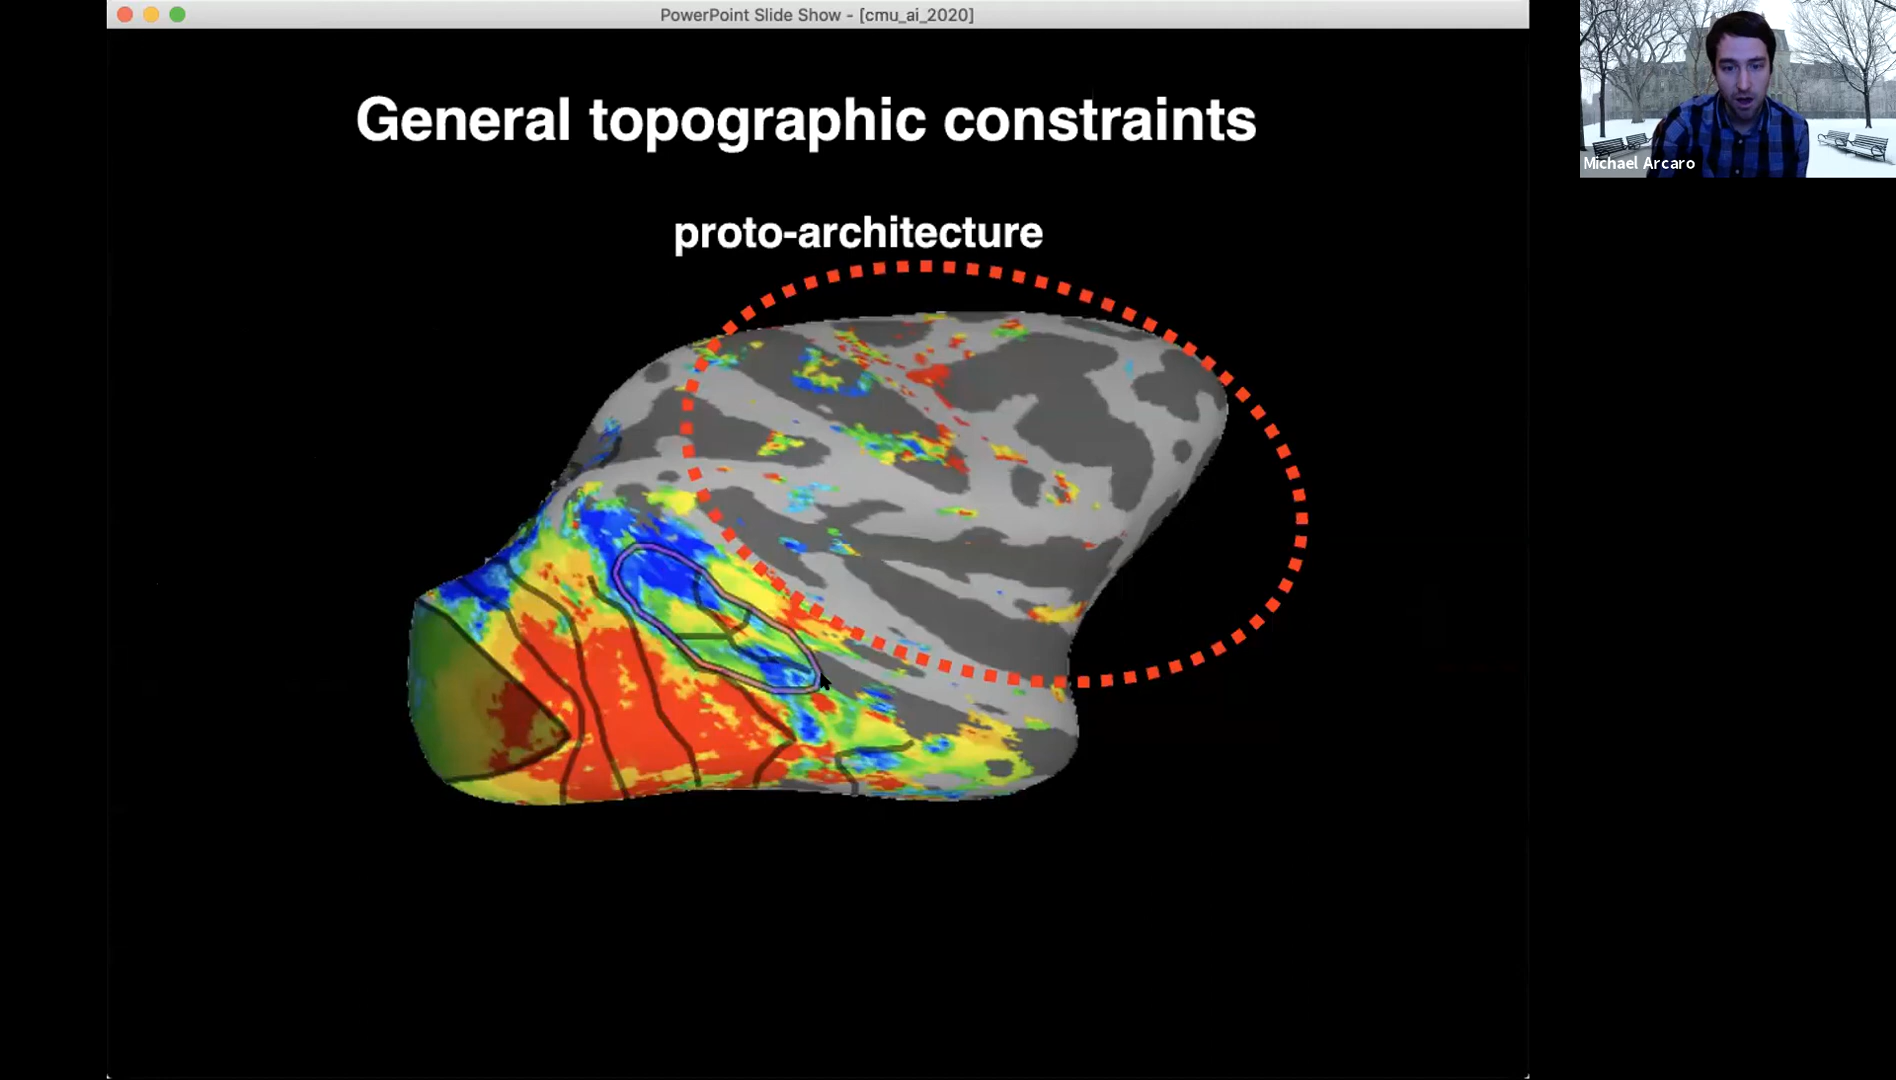 PowerPoint Slide Show - [cmu_ai_2020]
General topographic constraints
proto-architecture
Michael Arcaro